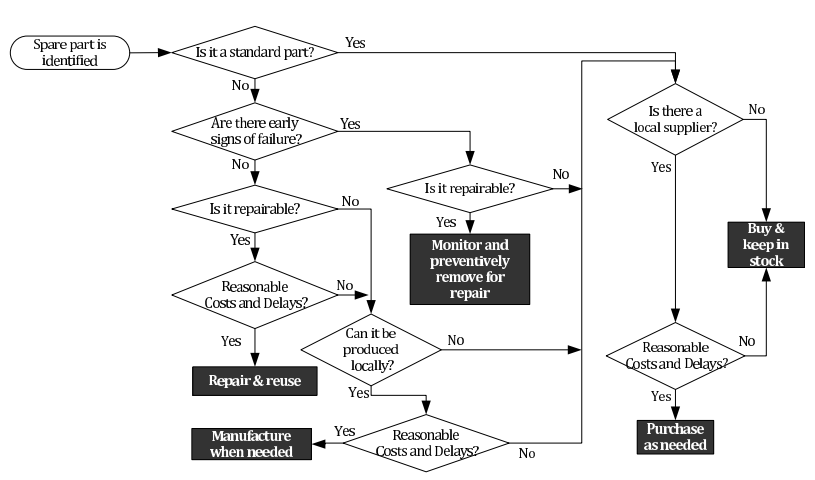 Spare part is
identified
Is it a standard part?
Yes
No
Are there early
signs of failure?
Yes
No
Is it repairable?
No
Yes
Is it repairable?
No
Yes
Monitor and
preventively
remove for
repair
Reasonable
Costs and Delays?
No
Yes
Repair & reuse
Can it be
produced
locally?
No
Yes
Reasonable
Costs and Delays?
Yes
No
Manufacture
when needed
Is there a
local supplier?
No
Yes
Buy &
keep in
stock
Reasonable
Costs and Delays?
No
Yes
Purchase
as needed